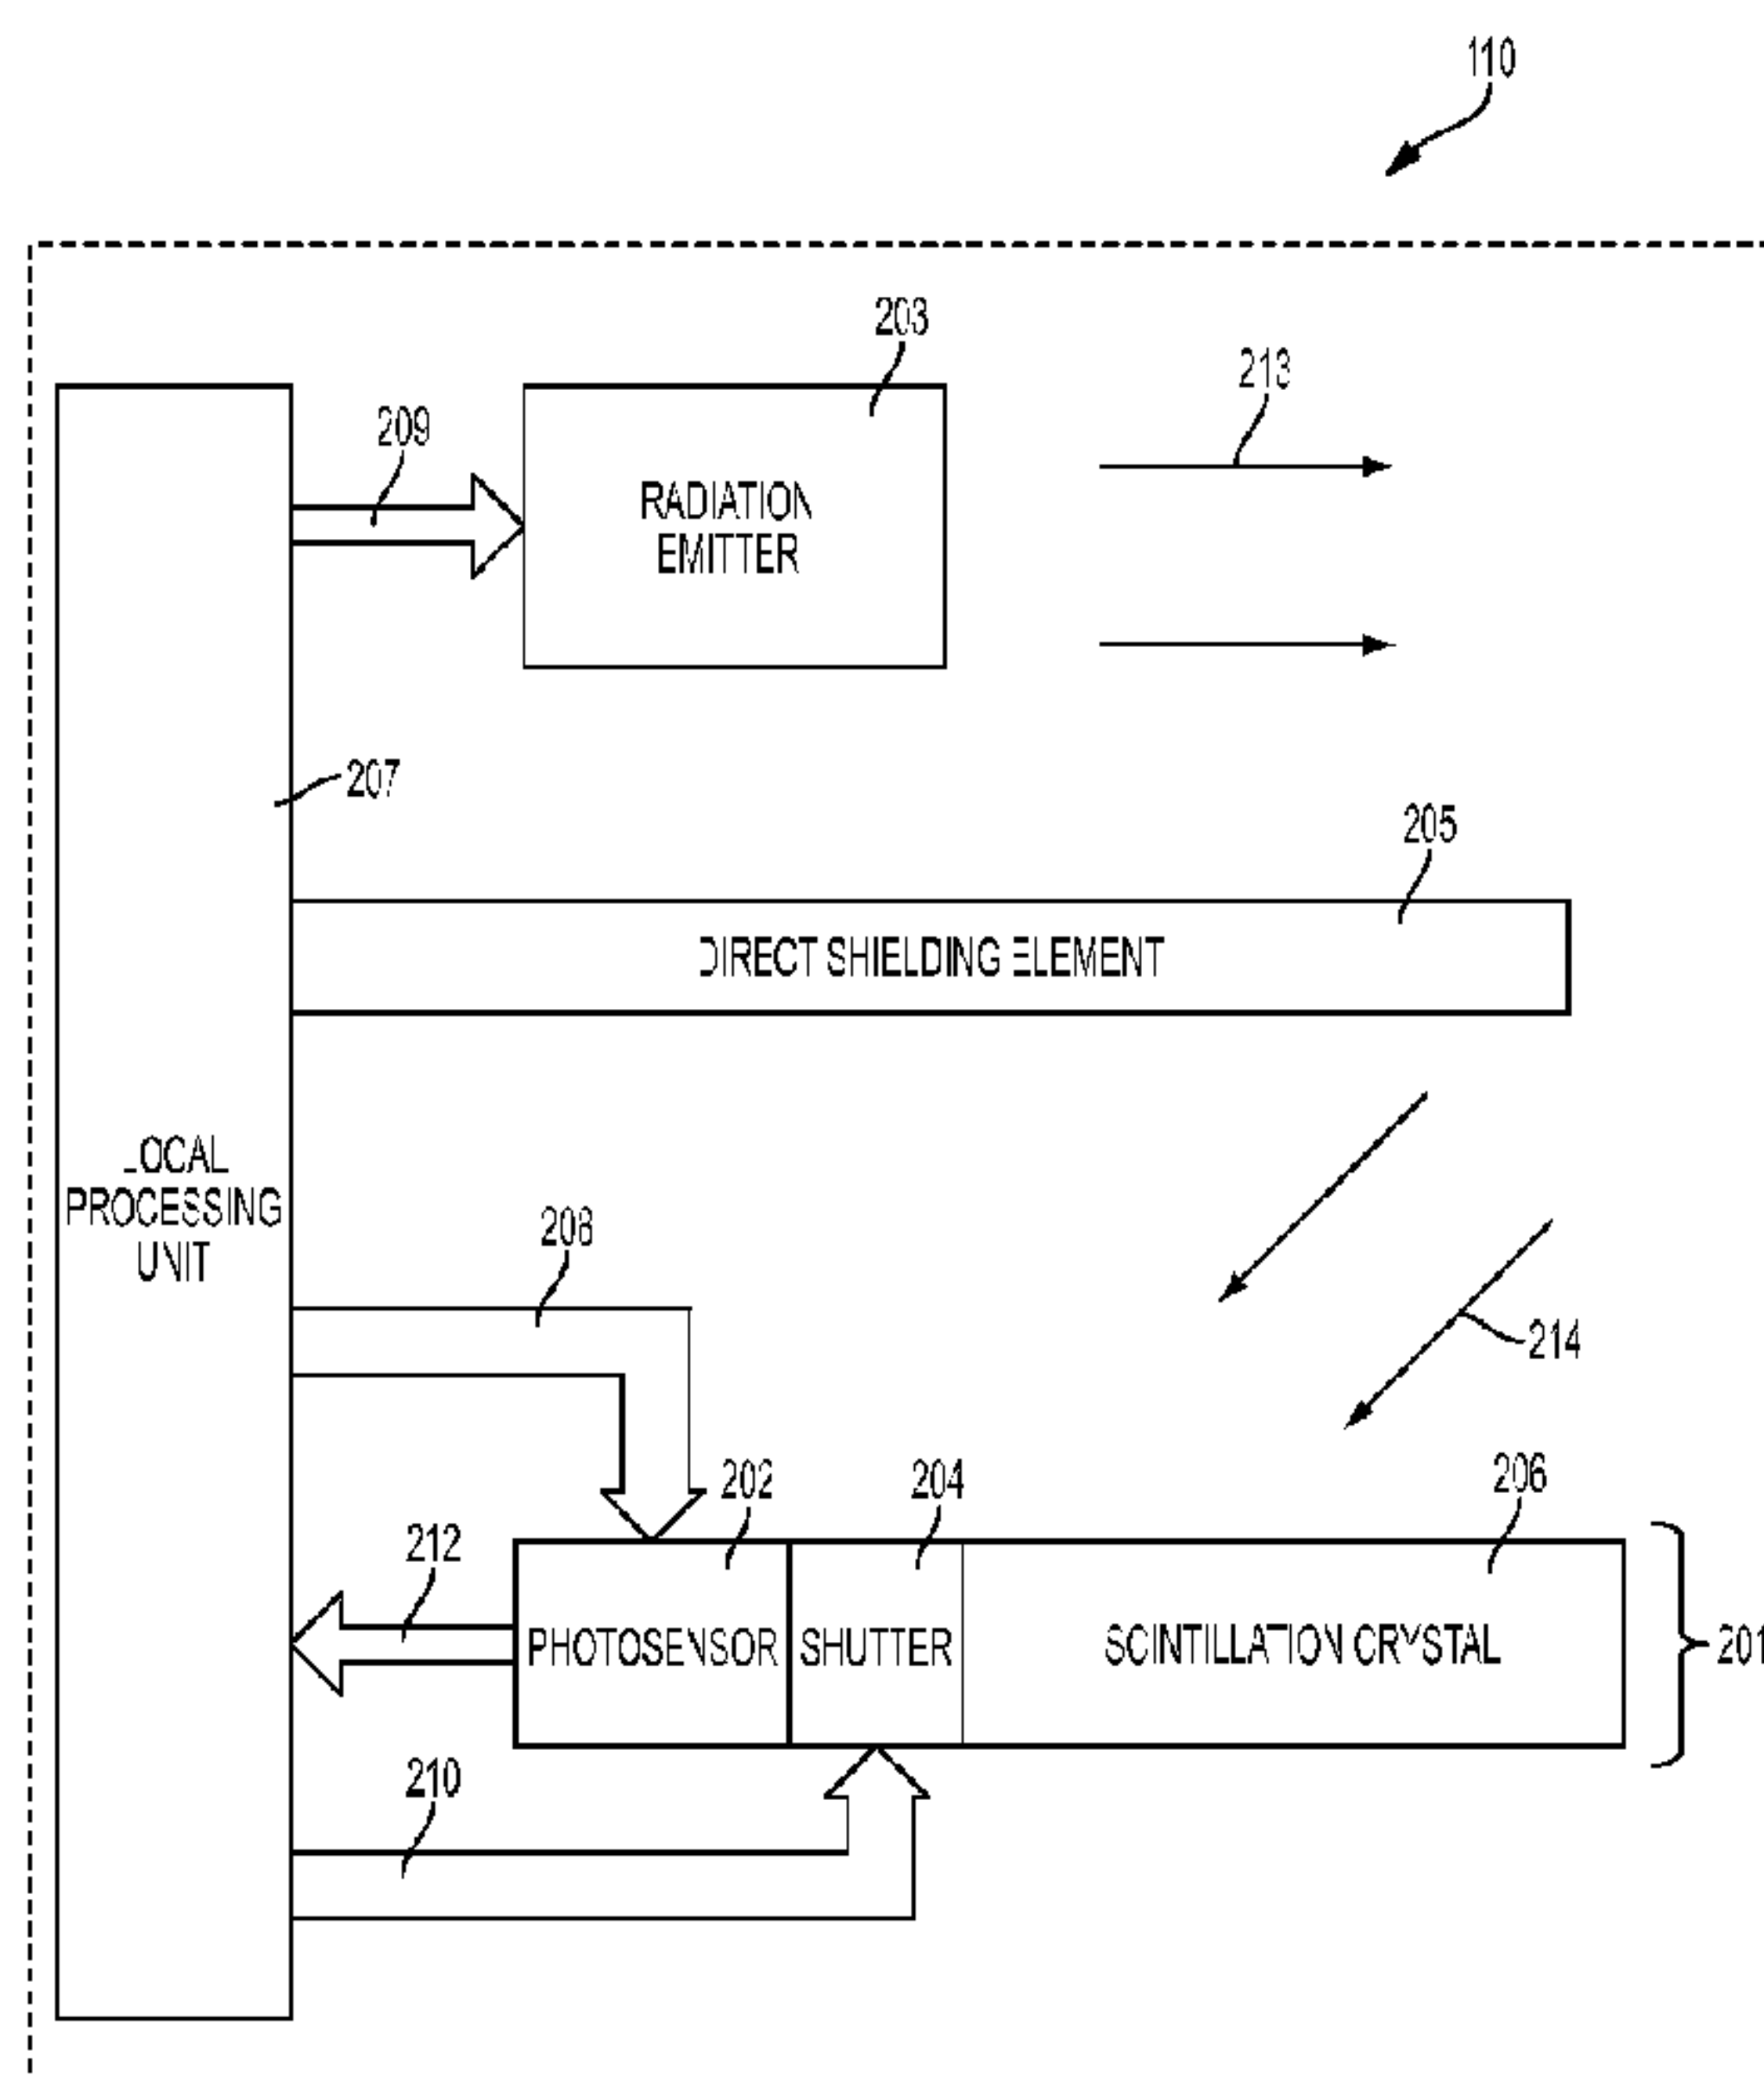 110
203
213
209
RADIATION
EMITTER
207
205
DIRECT SHIELDING ELEMENT
LOCAL
PROCESSING
UNIT
208
214
202
204
206
212
PHOTOSENSOR
SHUTTER
SCINTILLATION CRYSTAL
201
210